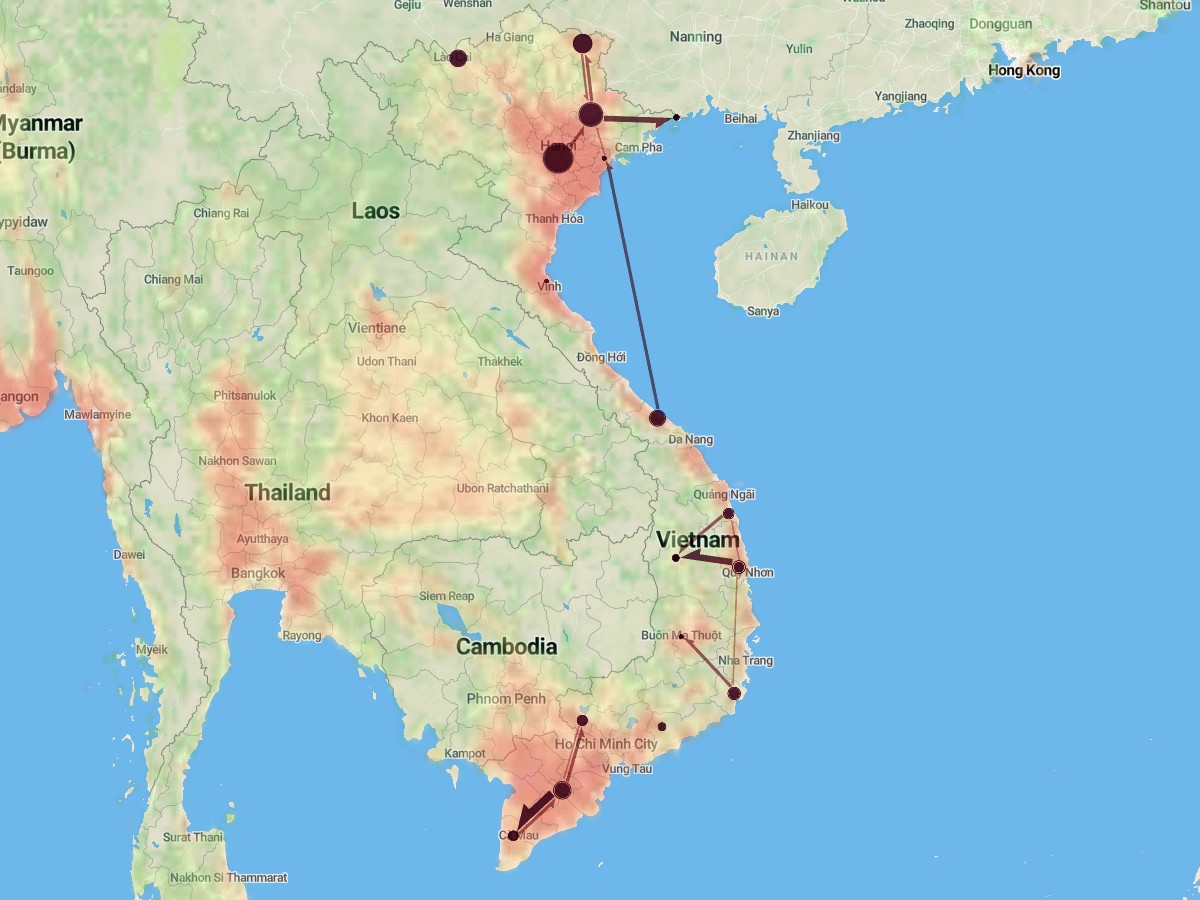 Gejiu
Wenshan
Shantou
Zhaoqing
Dongguan
Ha Giang
Nanning
Yulin
Lào Cai
Hong Kong
Yangjiang
Myanmar
(Burma)
Beihai
Zhanjiang
Hanoi
Cam Pha
Chiang Rai
Laos
Thanh Hóa
Haikou
HAINAN
Taungoo
Chiang Mai
Vinh
Sanya
Vientiane
Udon Thani
Thakhek
Đồng Hới
Phitsanulok
Mawlamyine
Khon Kaen
Da Nang
Nakhon Sawan
Thailand
Ubon Ratchathani
Quảng Ngãi
Ayutthaya
Vietnam
Dawei
Bangkok
Quy Nhơn
Siem Reap
Rayong
Buôn Ma Thuột
Cambodia
Myeik
Nha Trang
Phnom Penh
Ho Chi Minh City
Kampot
Vung Tau
Surat Thani
Cà Mau
Nakhon Si Thammarat